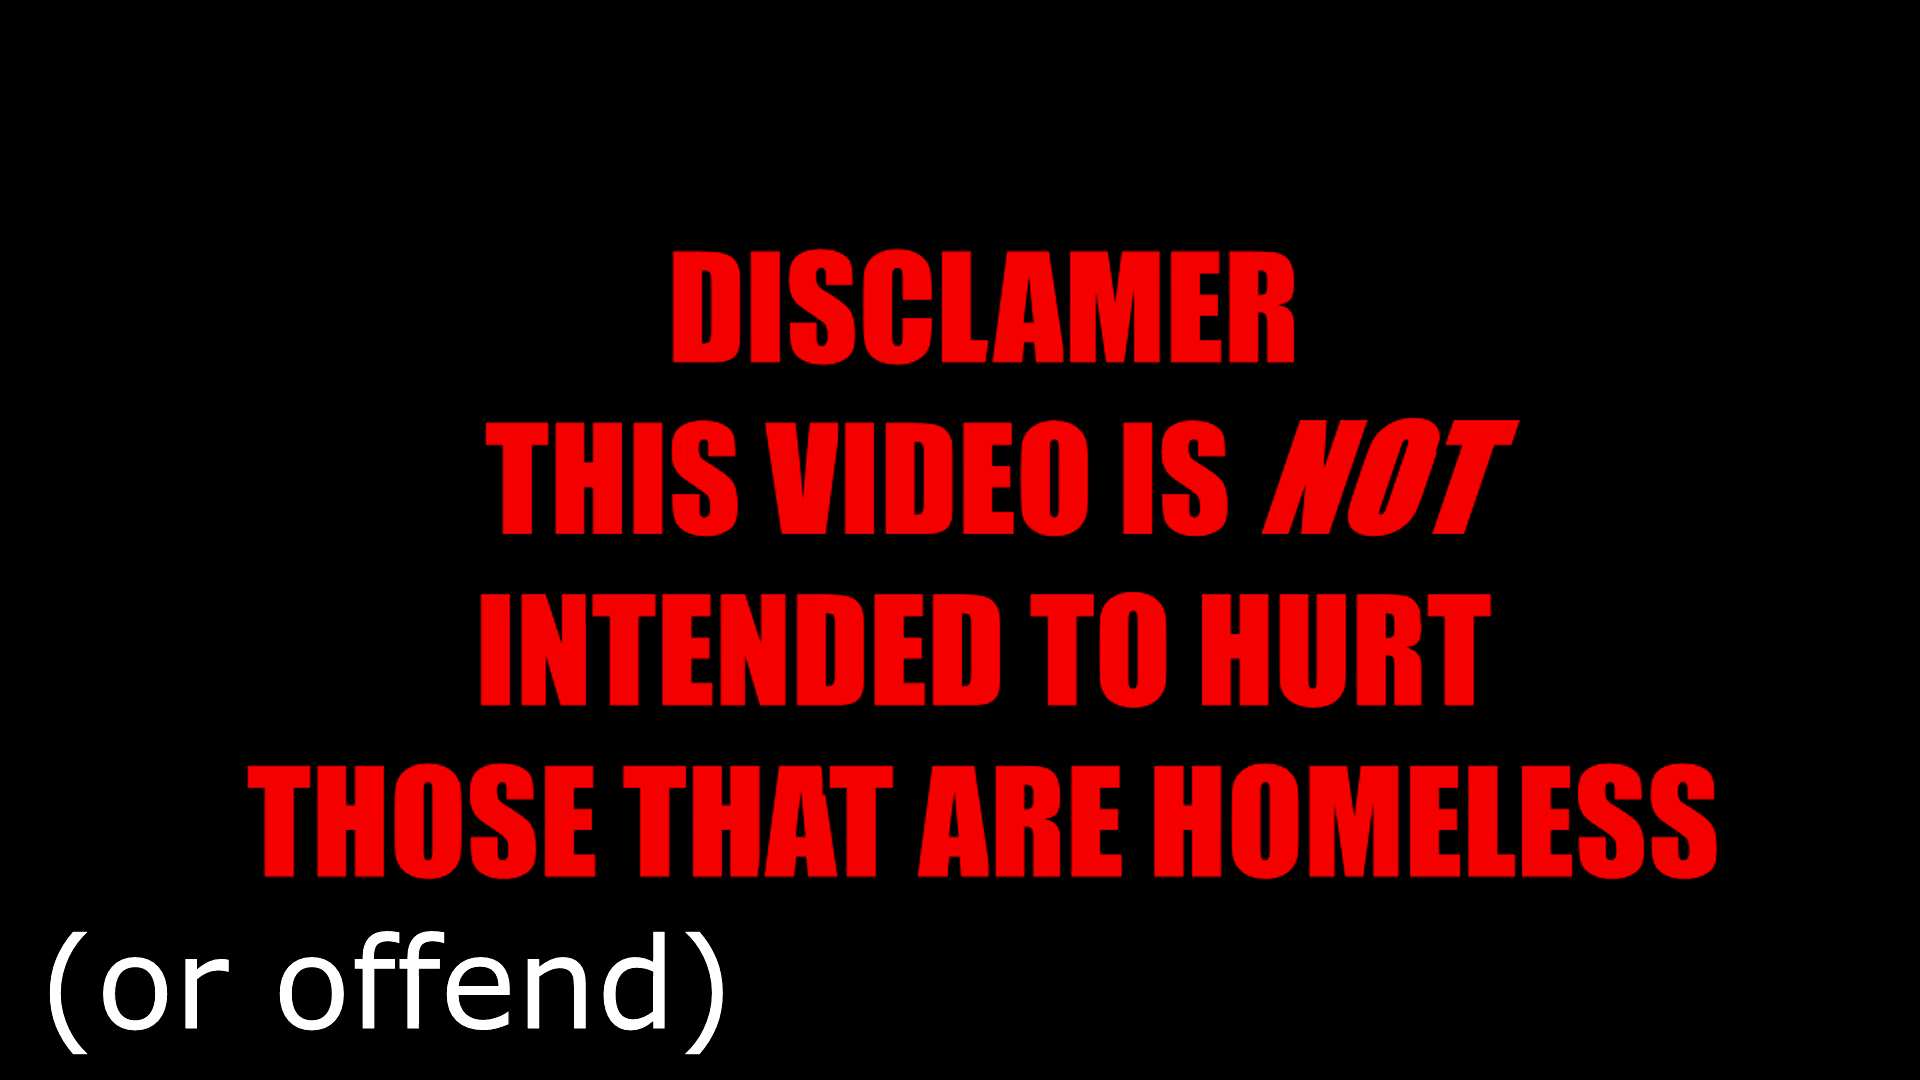 DISCLAMER
THIS VIDEO IS NOT
INTENDED TO HURT
THOSE THAT ARE HOMELESS
(or offend)